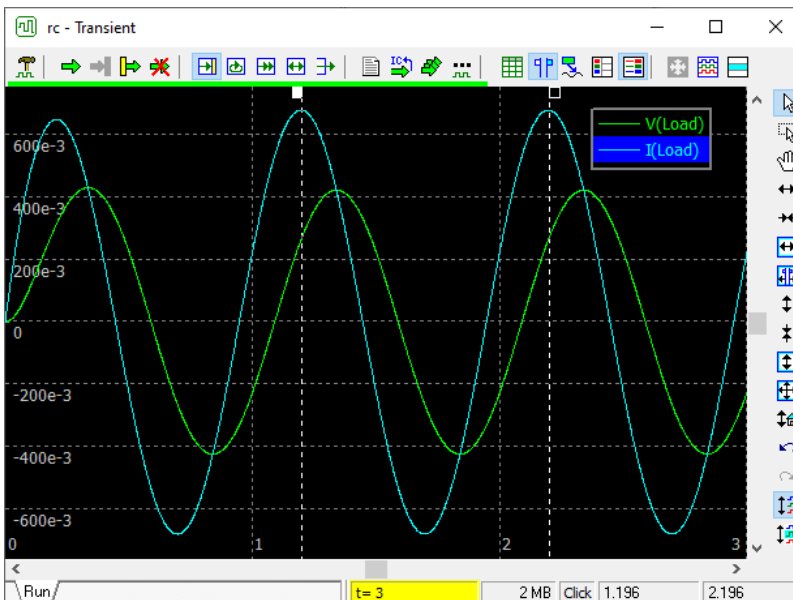 rc - Transient
IC
V(Load)
I(Load)
600e-3
400e-3
200e-3
0
-200e-3
-400e-3
-600e-3
0 1 2 3
Run t= 3 2 MB Click 1.196 2.196